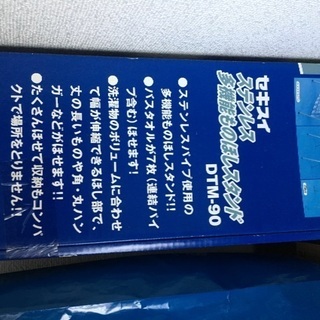 セキスイ
ステンレス
多機能ものほしスタンド
DTM-90
●ステンレスパイプ使用の
多機能ものほしスタンド!!
●バスタオルが7枚(連結パイ
プ含む)ほせます!
●洗濯物のボリュームに合わせ
て幅が伸縮できるほし部で、
丈の長いものや角・丸ハン
ガーなどがほせます!!
●たくさんほせて収納もコンパ
クトで場所をとりません!!